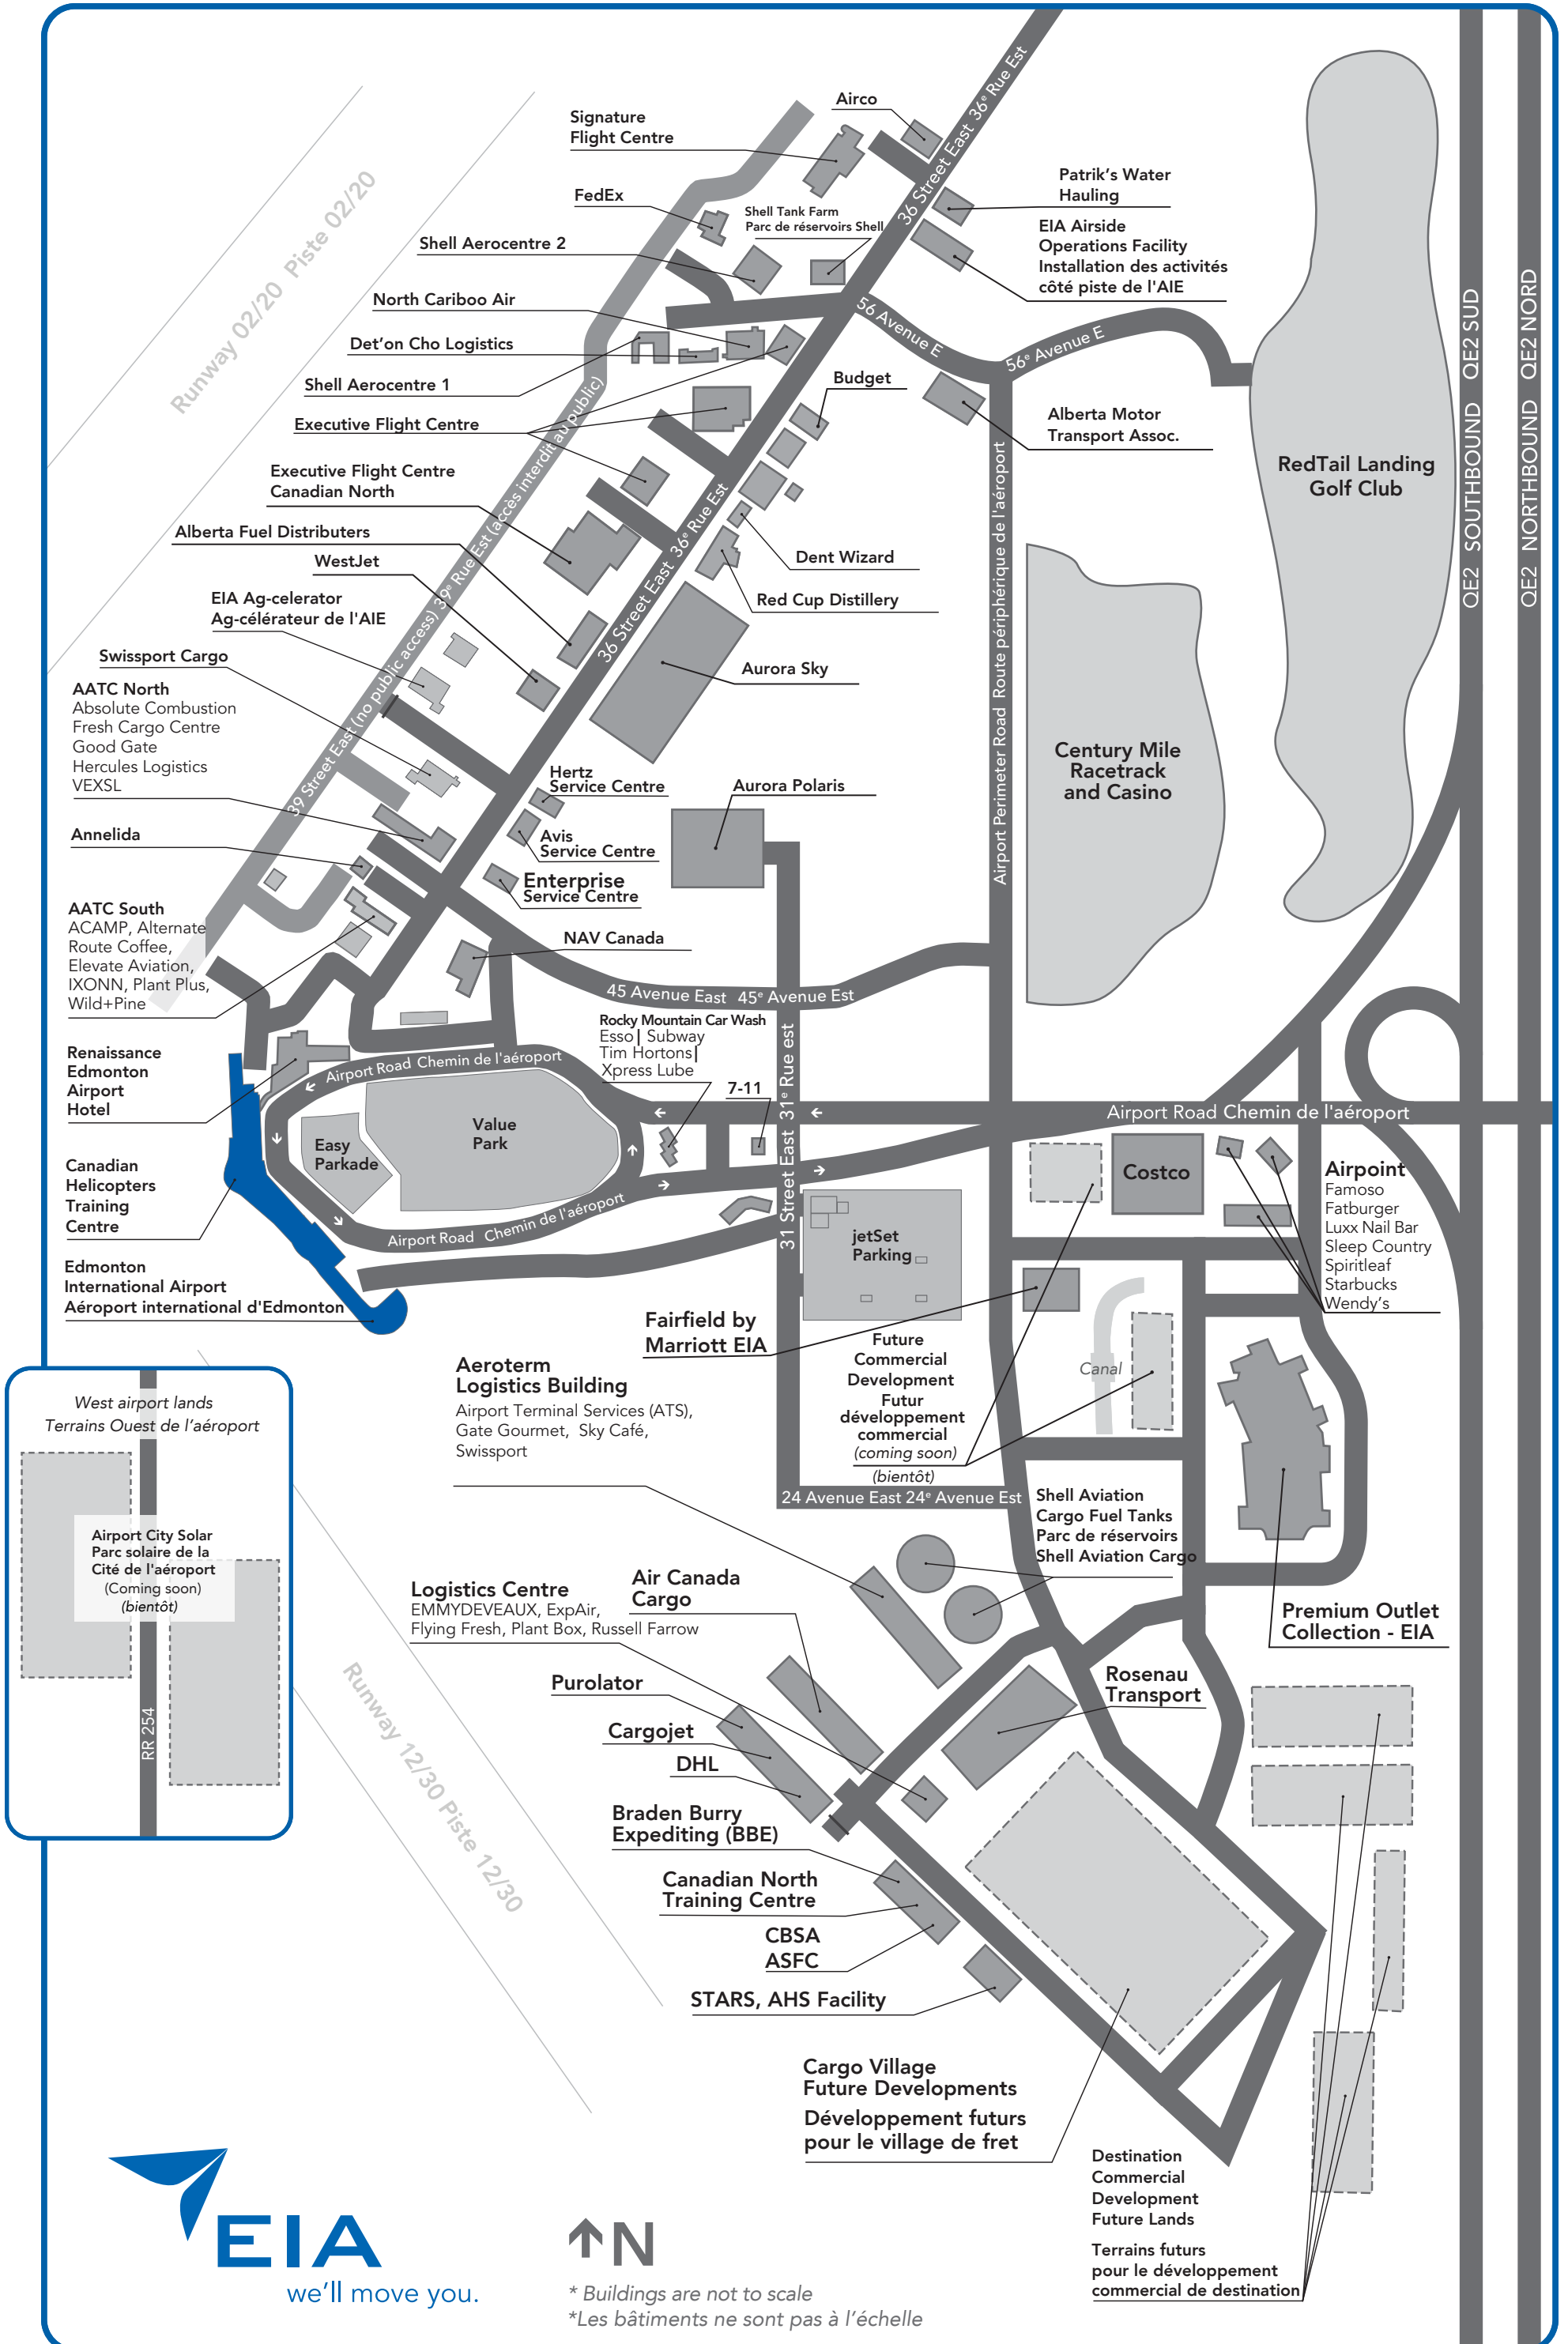 Airco
Signature
Flight Centre
36 Street East 36e Rue Est
Patrik's Water
Hauling
FedEx
Shell Tank Farm
Parc de réservoirs Shell
EIA Airside
Operations Facility
Installation des activités
côté piste de l'AIE
Shell Aerocentre 2
Runway 02/20 Piste 02/20
North Cariboo Air
56 Avenue E
56e Avenue E
Det'on Cho Logistics
Shell Aerocentre 1
Budget
Executive Flight Centre
Alberta Motor
Transport Assoc.
RedTail Landing
Golf Club
QE2 SOUTHBOUND QE2 SUD
QE2 NORTHBOUND QE2 NORD
Executive Flight Centre
Canadian North
Alberta Fuel Distributers
WestJet
Dent Wizard
EIA Ag-celerator
Ag-célérateur de l'AIE
Red Cup Distillery
36 Street East 36e Rue Est
39 Street East (no public access) 39e Rue Est (accès interdit au public)
Airport Perimeter Road Route périphérique de l'aéroport
Swissport Cargo
Aurora Sky
AATC North
Absolute Combustion
Fresh Cargo Centre
Good Gate
Hercules Logistics
VEXSL
Century Mile
Racetrack
and Casino
Hertz
Service Centre
Aurora Polaris
Annelida
Avis
Service Centre
Enterprise
Service Centre
AATC South
ACAMP, Alternate
Route Coffee,
Elevate Aviation,
IXONN, Plant Plus,
Wild+Pine
NAV Canada
45 Avenue East 45e Avenue Est
Rocky Mountain Car Wash
Esso| Subway
Tim Hortons|
Xpress Lube
Renaissance
Edmonton
Airport
Hotel
Airport Road Chemin de l'aéroport
7-11
31 Street East 31e Rue est
Airport Road Chemin de l'aéroport
Value
Park
Easy
Parkade
Canadian
Helicopters
Training
Centre
Costco
Airpoint
Famoso
Fatburger
Luxx Nail Bar
Sleep Country
Spiritleaf
Starbucks
Wendy's
Airport Road Chemin de l'aéroport
jetSet
Parking
Edmonton
International Airport
Aéroport international d'Edmonton
Fairfield by
Marriott EIA
Future
Commercial
Development
Futur
développement
commercial
(coming soon)
(bientôt)
Canal
Aeroterm
Logistics Building
Airport Terminal Services (ATS),
Gate Gourmet, Sky Café,
Swissport
West airport lands
Terrains Ouest de l'aéroport
Airport City Solar
Parc solaire de la
Cité de l'aéroport
(Coming soon)
(bientôt)
RR 254
24 Avenue East 24e Avenue Est
Shell Aviation
Cargo Fuel Tanks
Parc de réservoirs
Shell Aviation Cargo
Logistics Centre
EMMYDEVEAUX, ExpAir,
Flying Fresh, Plant Box, Russell Farrow
Air Canada
Cargo
Premium Outlet
Collection - EIA
Purolator
Rosenau
Transport
Cargojet
DHL
Runway 12/30 Piste 12/30
Braden Burry
Expediting (BBE)
Canadian North
Training Centre
CBSA
ASFC
STARS, AHS Facility
Cargo Village
Future Developments
Développement futurs
pour le village de fret
Destination
Commercial
Development
Future Lands
Terrains futurs
pour le développement
commercial de destination
EIA
we'll move you.
N
* Buildings are not to scale
*Les bâtiments ne sont pas à l'échelle